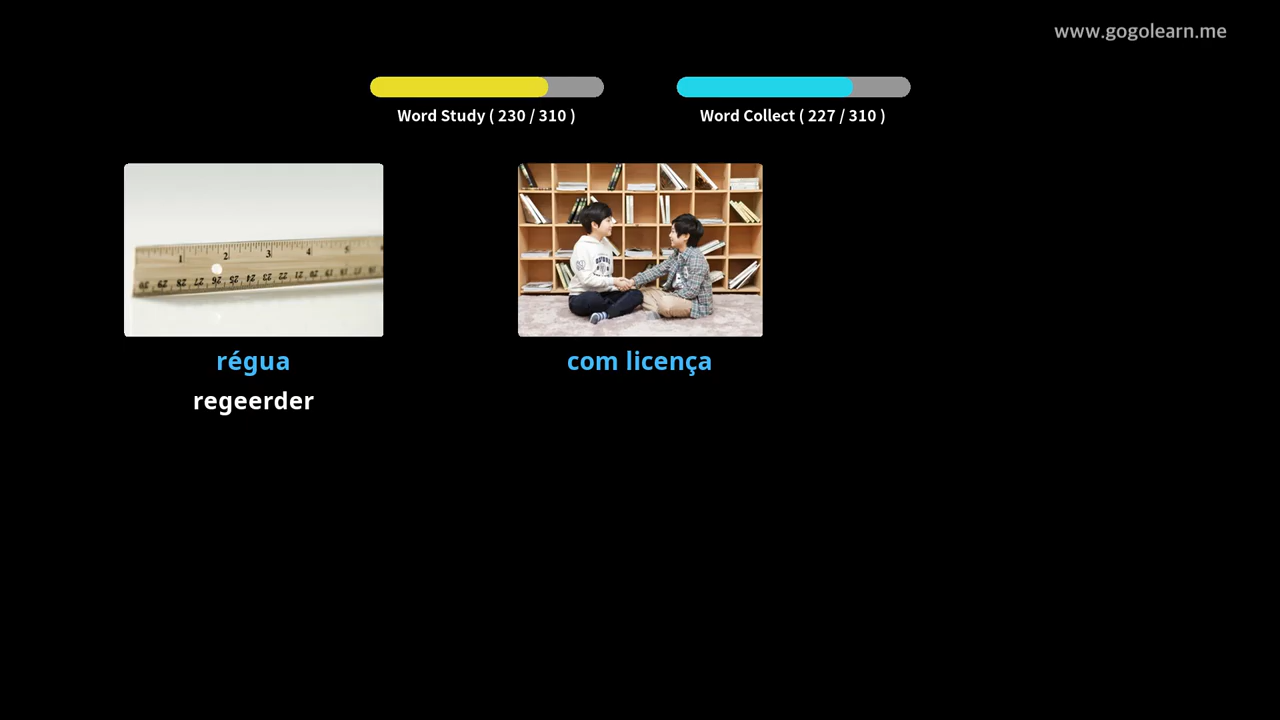 www.gogolearn.me
Word Study ( 230 / 310 )
Word Collect ( 227 / 310 )
régua
com licença
regeerder